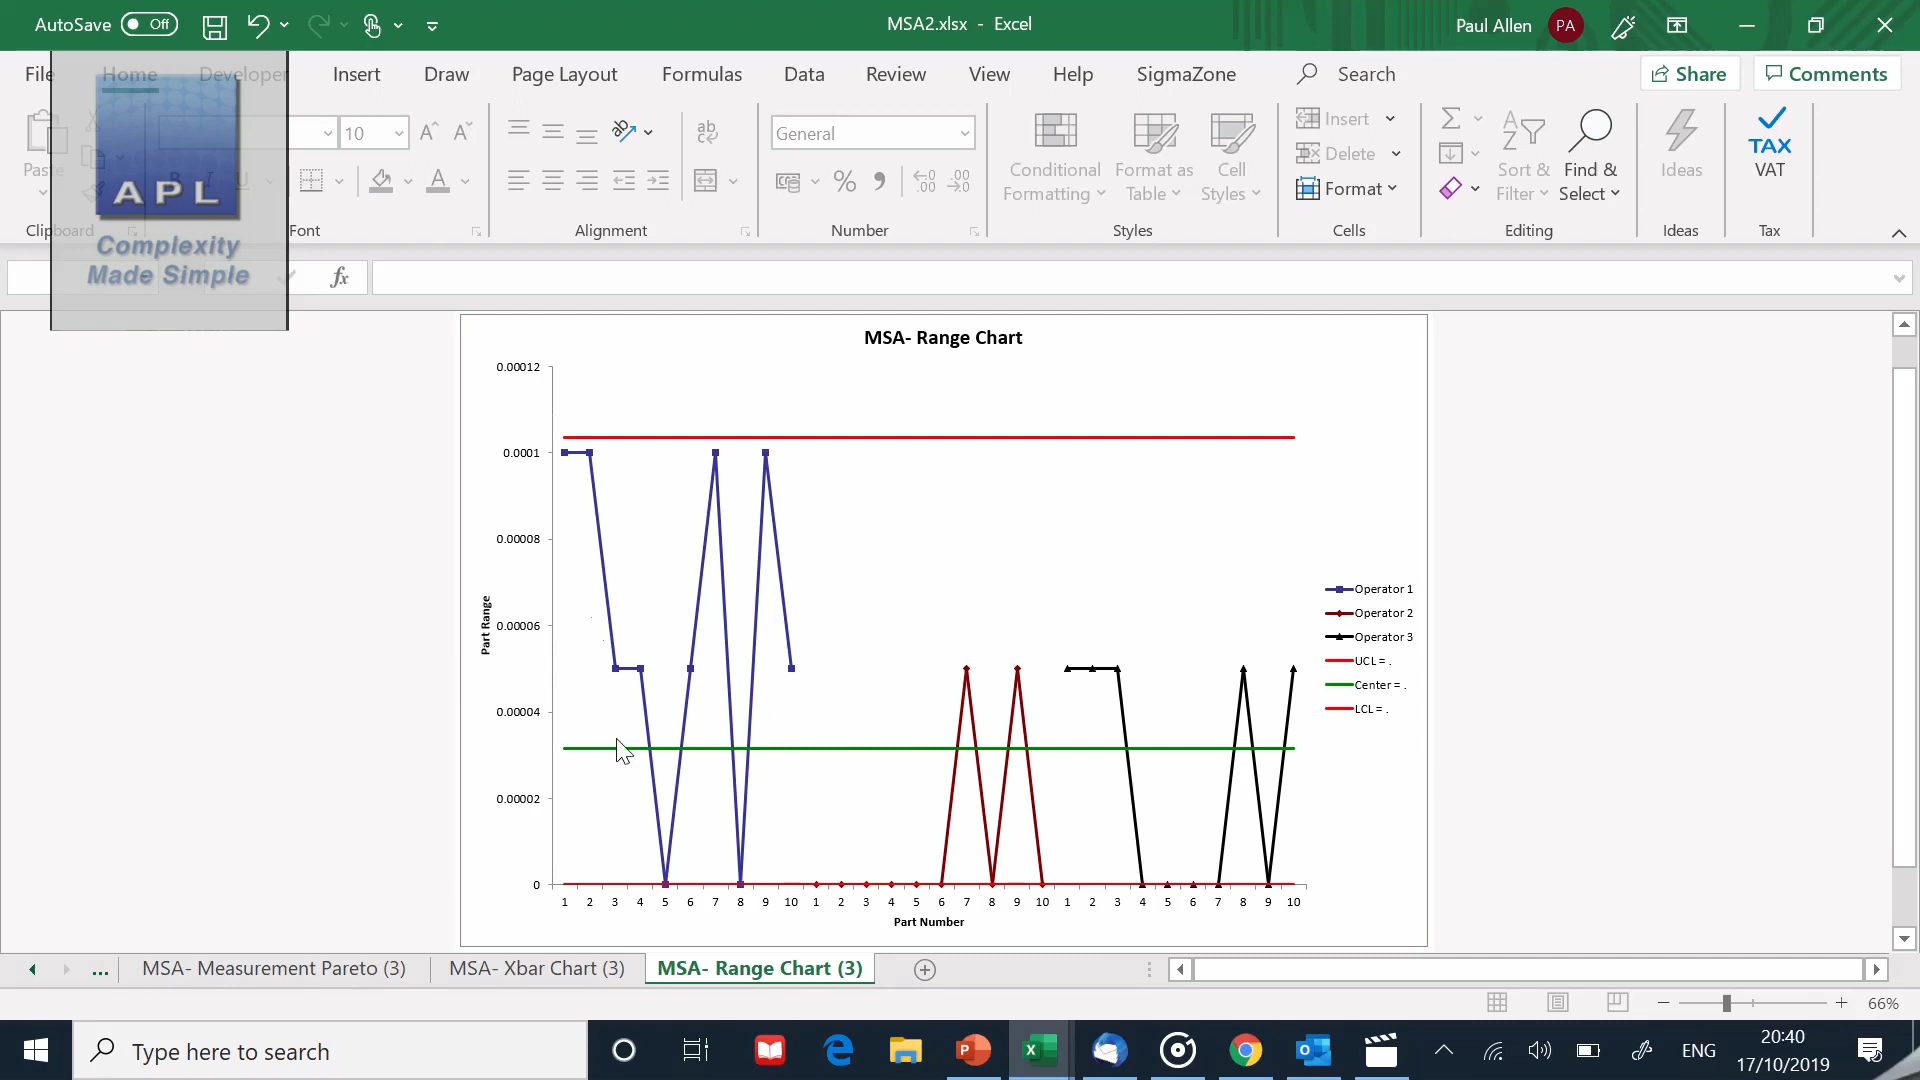 AutoSave Off MSA2.xlsx - Excel Paul Allen PA
File Home Developer Insert Draw Page Layout Formulas Data Review View Help SigmaZone Search Share Comments
10 General Insert
Delete
Paste Conditional Format as Cell Format Sort & Find & Ideas TAX
Formatting Table Styles Filter Select VAT
Clipboard Font Alignment Number Styles Cells Editing Ideas Tax
APL
Complexity
Made Simple
fx
MSA- Range Chart
0.00012
0.0001
0.00008
0.00006
0.00004
0.00002
0
Part Range
1 2 3 4 5 6 7 8 9 10 1 2 3 4 5 6 7 8 9 10 1 2 3 4 5 6 7 8 9 10
Part Number
Operator 1
Operator 2
Operator 3
UCL = .
Center = .
LCL = .
... MSA- Measurement Pareto (3) MSA- Xbar Chart (3) MSA- Range Chart (3)
66%
Type here to search ENG 20:40
17/10/2019